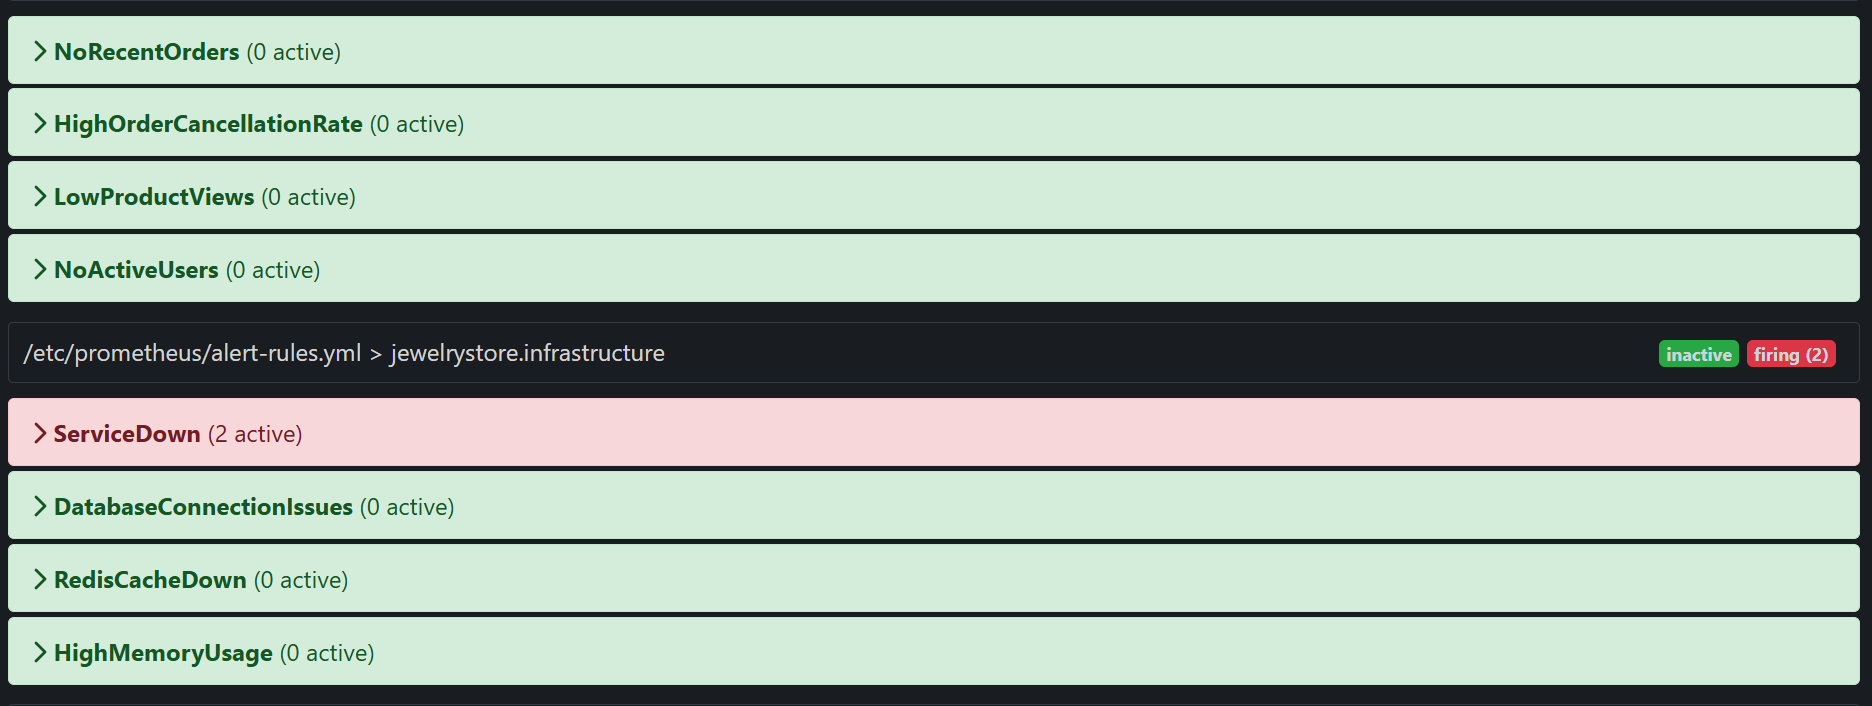 NoRecentOrders (0 active)
HighOrderCancellationRate (0 active)
LowProductViews (0 active)
NoActiveUsers (0 active)
/etc/prometheus/alert-rules.yml > jewelrystore.infrastructure inactive firing (2)
ServiceDown (2 active)
DatabaseConnectionIssues (0 active)
RedisCacheDown (0 active)
HighMemoryUsage (0 active)